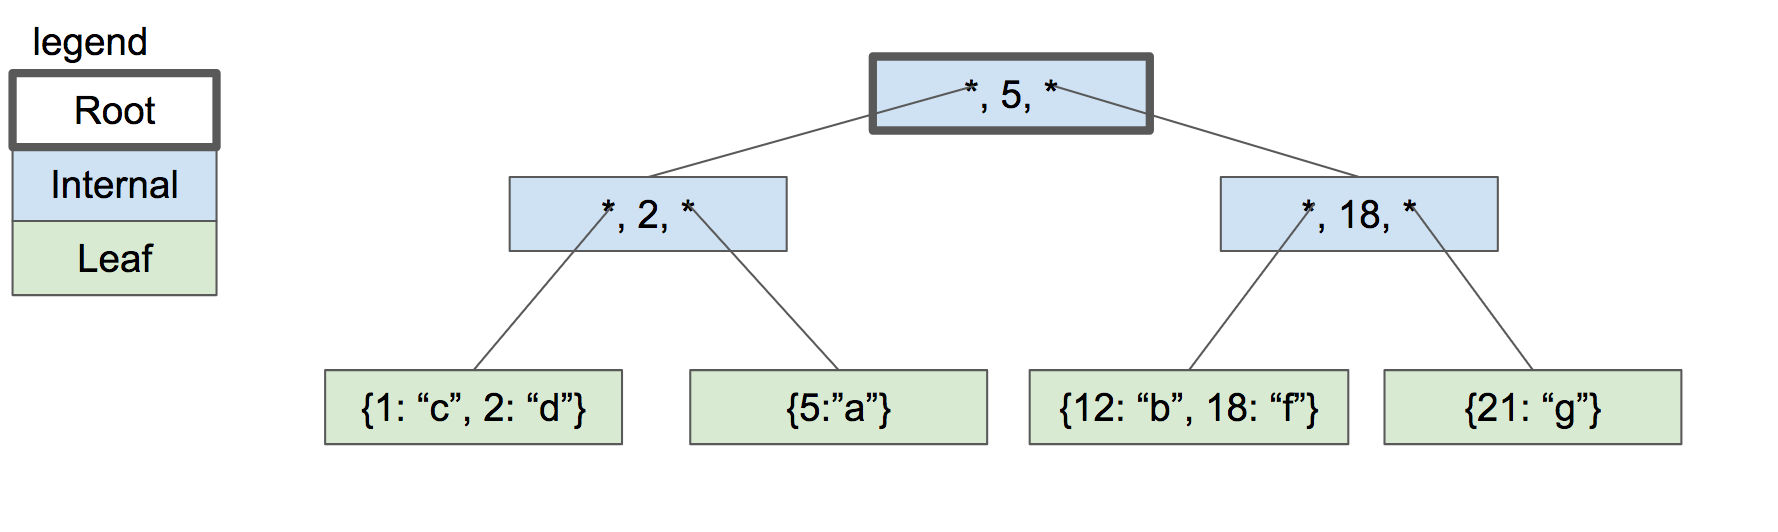 legend
Root
Internal
Leaf
*, 5, *
*, 2, *
*, 18, *
{1: “c”, 2: “d”}
{5:”a”}
{12: “b”, 18: “f”}
{21: “g”}